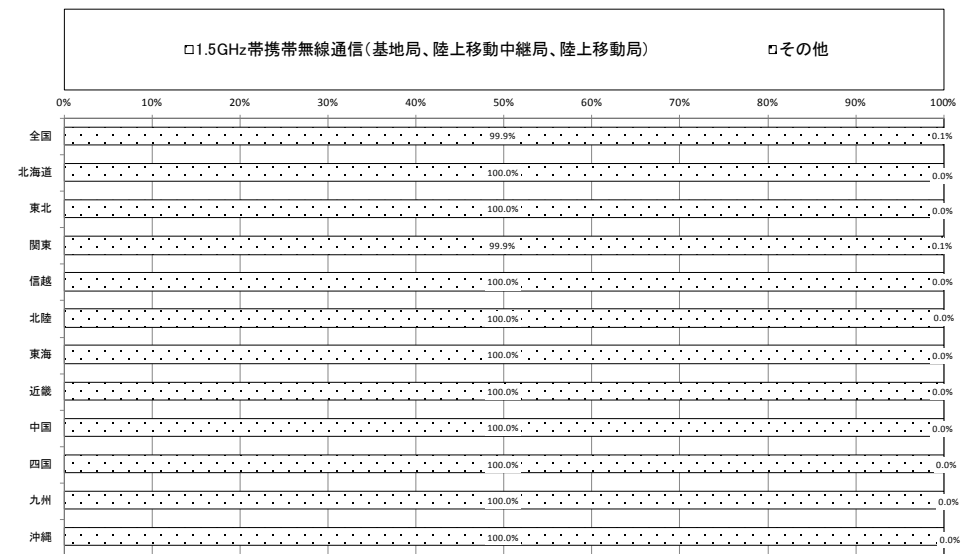 1.5GHz帯携帯無線通信(基地局、陸上移動中継局、陸上移動局) その他
0% 10% 20% 30% 40% 50% 60% 70% 80% 90% 100%
全国 99.9% 0.1%
北海道 100.0% 0.0%
東北 100.0% 0.0%
関東 99.9% 0.1%
信越 100.0% 0.0%
北陸 100.0% 0.0%
東海 100.0% 0.0%
近畿 100.0% 0.0%
中国 100.0% 0.0%
四国 100.0% 0.0%
九州 100.0% 0.0%
沖縄 100.0% 0.0%